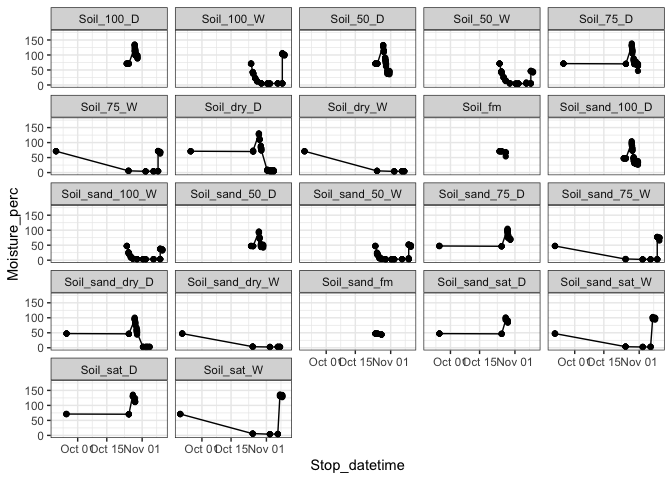 Soil_100_D Soil_100_W Soil_50_D Soil_50_W Soil_75_D
150
100
50
0
Soil_75_W Soil_dry_D Soil_dry_W Soil_fm Soil_sand_100_D
150
100
50
0
Soil_sand_100_W Soil_sand_50_D Soil_sand_50_W Soil_sand_75_D Soil_sand_75_W
150
100
50
0
Moisture_perc
Soil_sand_dry_D Soil_sand_dry_W Soil_sand_fm Soil_sand_sat_D Soil_sand_sat_W
150
100
50
0
Oct 01 Oct 15 Nov 01 Oct 01 Oct 15 Nov 01 Oct 01 Oct 15 Nov 01
Soil_sat_D Soil_sat_W
150
100
50
0
Oct 01 Oct 15 Nov 01 Oct 01 Oct 15 Nov 01
Stop_datetime